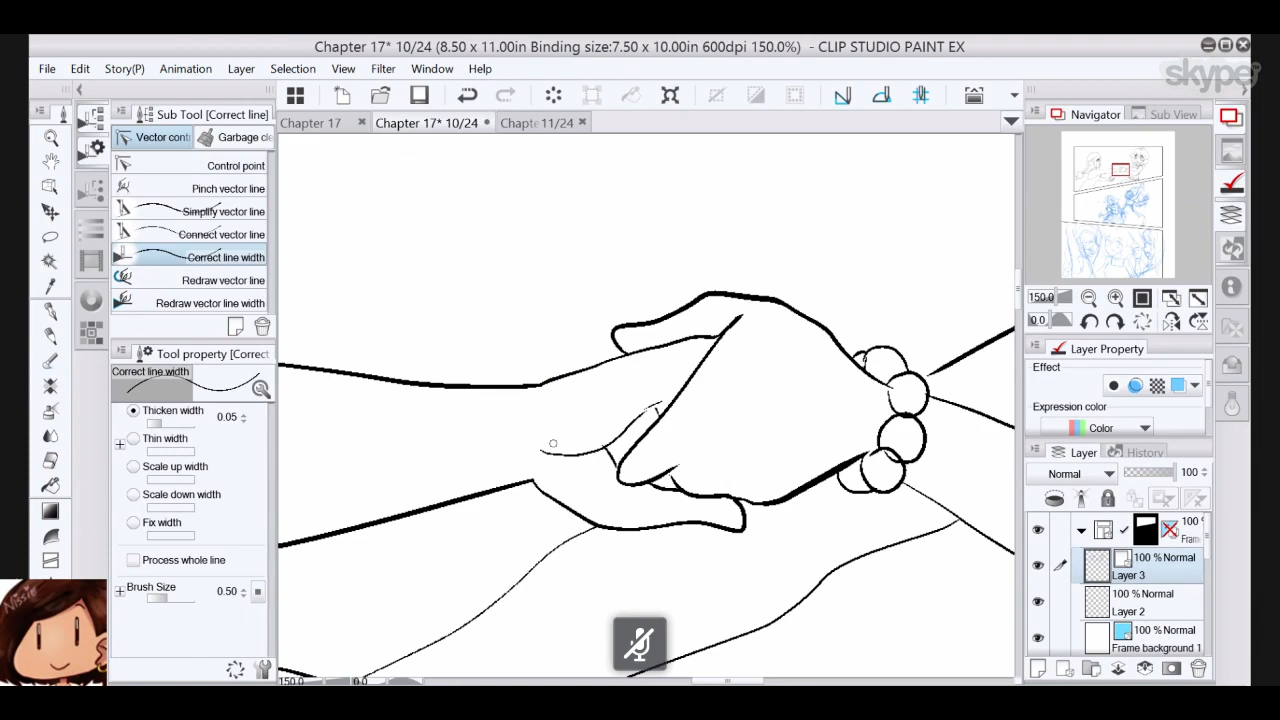 Chapter 17* 10/24 (8.50 x 11.00in Binding size:7.50 x 10.00in 600dpi 150.0%) - CLIP STUDIO PAINT EX
skype
File Edit Story(P) Animation Layer Selection View Filter Window Help
Sub Tool [Correct line]
Chapter 17 Chapter 17* 10/24 Chapte 11/24
Navigator Sub View
Vector cont Garbage cle
Control point
Pinch vector line
Simplify vector line
Connect vector line
Correct line width
Redraw vector line
Redraw vector line width
150.0
0.0
Tool property [Correct
Correct line width
Thicken width 0.05
Thin width
Scale up width
Scale down width
Fix width
Process whole line
Brush Size 0.50
Layer Property
Effect
Expression color
Color
Layer History
Normal 100
100 %
Fram
100 % Normal
Layer 3
100 % Normal
Layer 2
100 % Normal
Frame background 1
Nissie
150.0 0.0